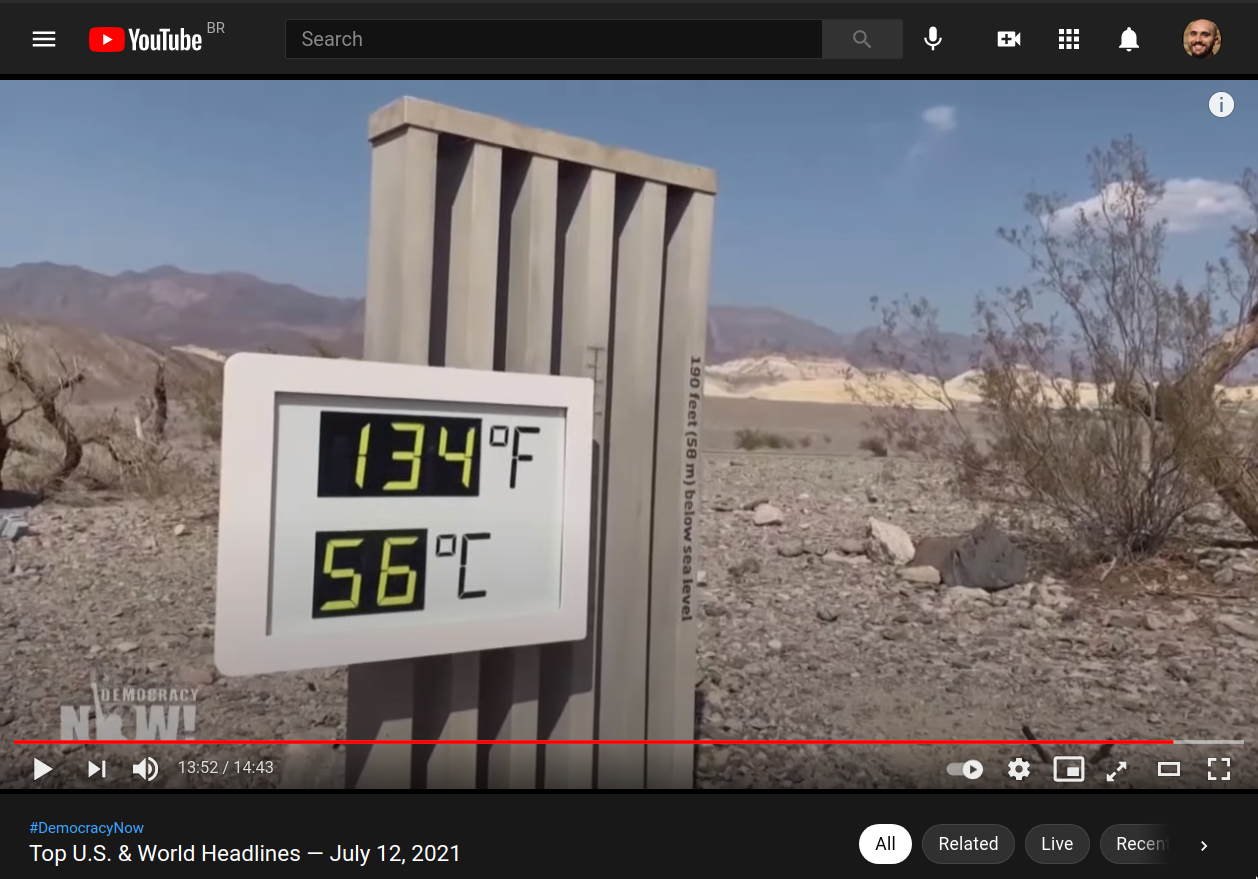 YouTube BR
Search
134°F
56°C
190 feet (58 m) below sea level
DEMOCRACY
NOW!
13:52 / 14:43
#DemocracyNow
Top U.S. & World Headlines — July 12, 2021
All
Related
Live
Recen